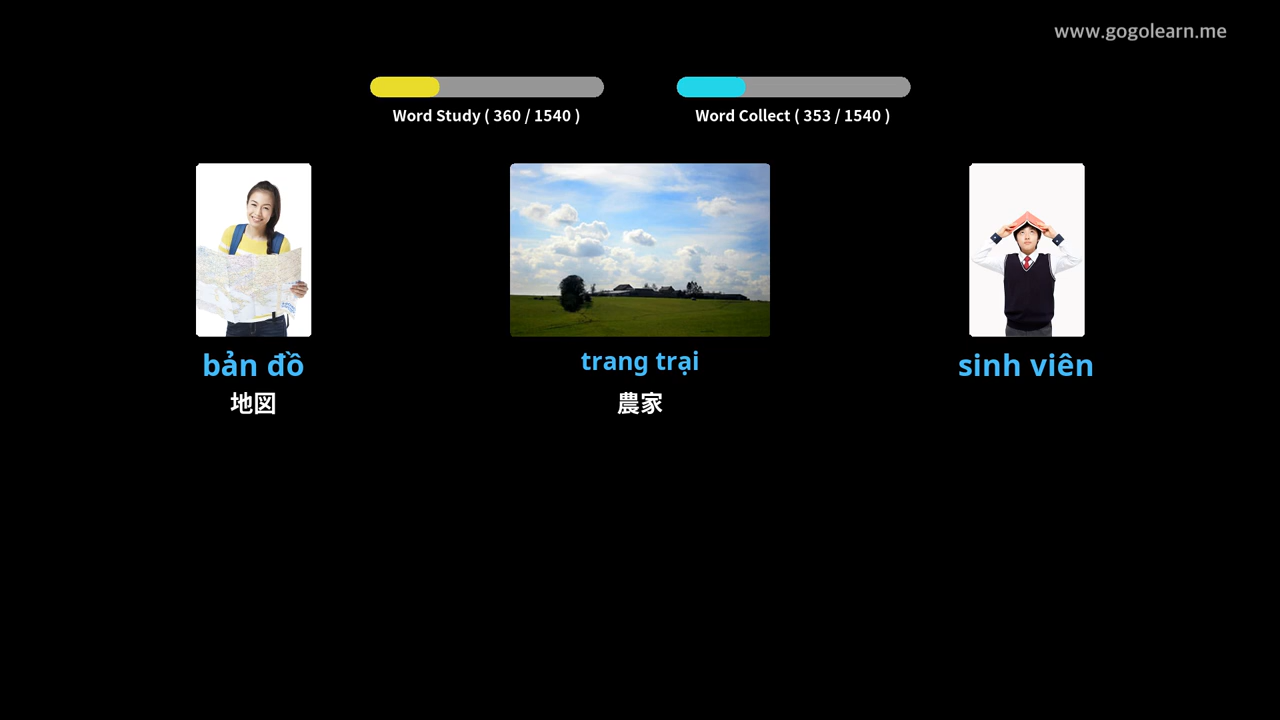 www.gogolearn.me
Word Study ( 360 / 1540 )
Word Collect ( 353 / 1540 )
bản đồ
地図
trang trại
農家
sinh viên